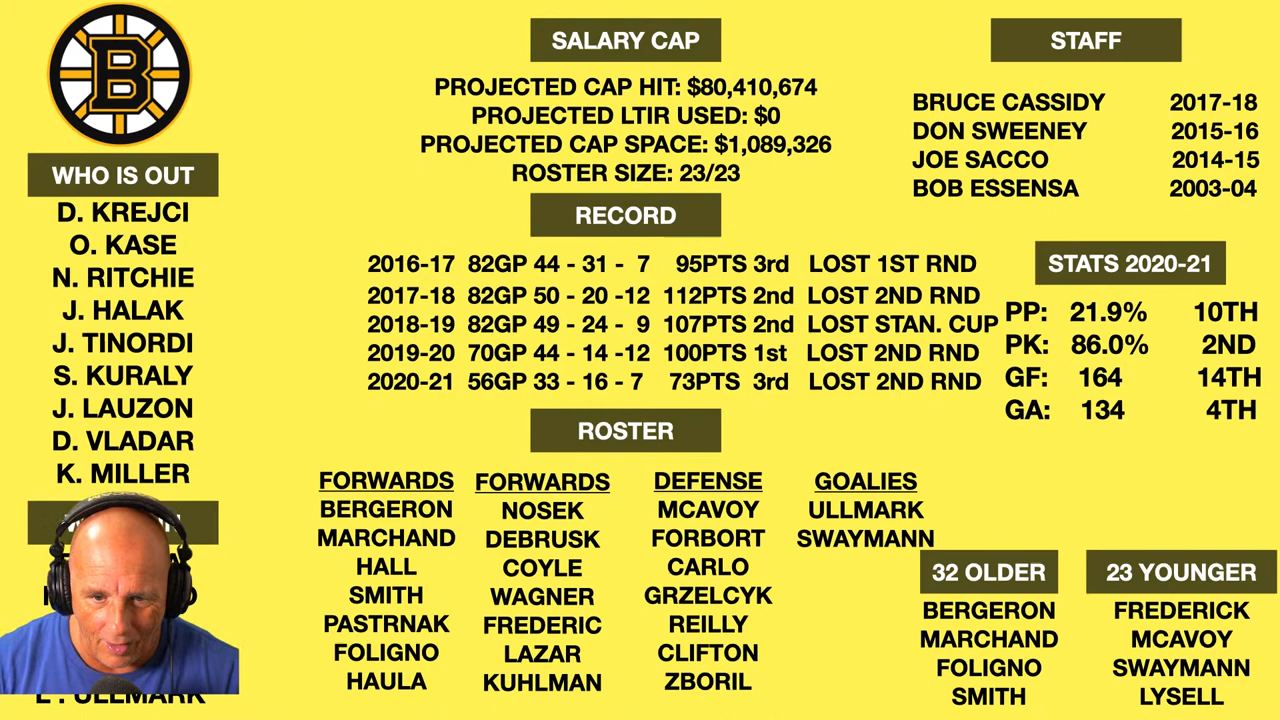 B
WHO IS OUT
D. KREJCI
O. KASE
N. RITCHIE
J. HALAK
J. TINORDI
S. KURALY
J. LAUZON
D. VLADAR
K. MILLER
L. ULLMARK
SALARY CAP
PROJECTED CAP HIT: $80,410,674
PROJECTED LTIR USED: $0
PROJECTED CAP SPACE: $1,089,326
ROSTER SIZE: 23/23
RECORD
2016-17 82GP 44 - 31 - 7 95PTS 3rd LOST 1ST RND
2017-18 82GP 50 - 20 -12 112PTS 2nd LOST 2ND RND
2018-19 82GP 49 - 24 - 9 107PTS 2nd LOST STAN. CUP
2019-20 70GP 44 - 14 -12 100PTS 1st LOST 2ND RND
2020-21 56GP 33 - 16 - 7 73PTS 3rd LOST 2ND RND
STAFF
BRUCE CASSIDY 2017-18
DON SWEENEY 2015-16
JOE SACCO 2014-15
BOB ESSENSA 2003-04
STATS 2020-21
PP: 21.9% 10TH
PK: 86.0% 2ND
GF: 164 14TH
GA: 134 4TH
ROSTER
FORWARDS
BERGERON
MARCHAND
HALL
SMITH
PASTRNAK
FOLIGNO
HAULA
FORWARDS
NOSEK
DEBRUSK
COYLE
WAGNER
FREDERIC
LAZAR
KUHLMAN
DEFENSE
MCAVOY
FORBORT
CARLO
GRZELCYK
REILLY
CLIFTON
ZBORIL
GOALIES
ULLMARK
SWAYMANN
32 OLDER
BERGERON
MARCHAND
FOLIGNO
SMITH
23 YOUNGER
FREDERICK
MCAVOY
SWAYMANN
LYSELL